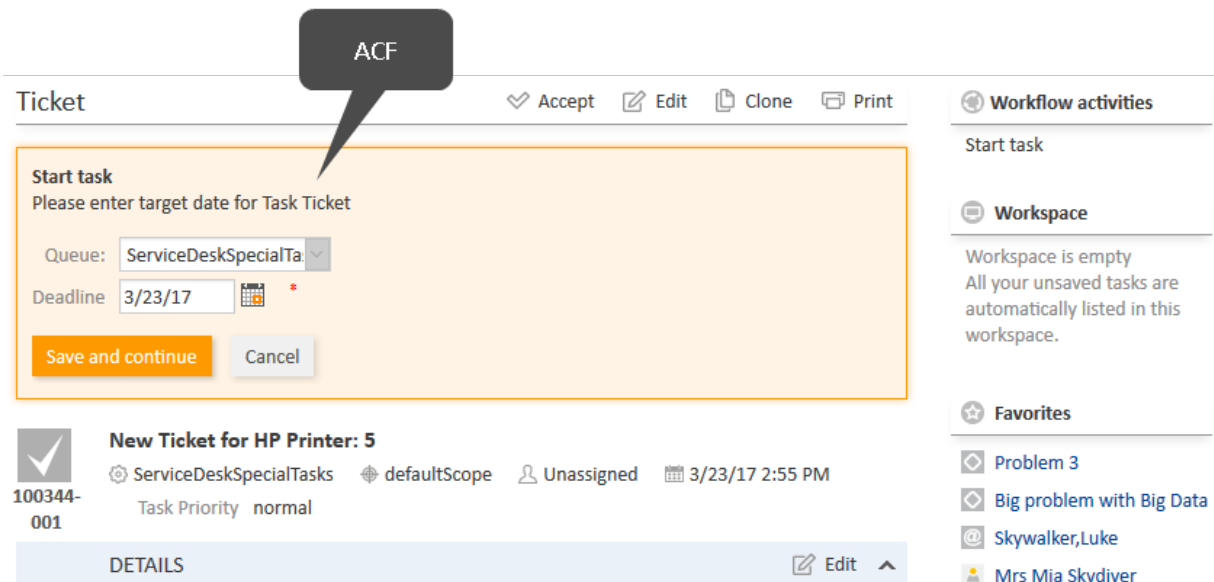 ACF
Ticket
Accept Edit Clone Print
Start task
Please enter target date for Task Ticket
Queue: ServiceDeskSpecialTa
Deadline 3/23/17 *
Save and continue Cancel
New Ticket for HP Printer: 5
ServiceDeskSpecialTasks defaultScope Unassigned 3/23/17 2:55 PM
100344-
001
Task Priority normal
DETAILS Edit
Workflow activities
Start task
Workspace
Workspace is empty
All your unsaved tasks are
automatically listed in this
workspace.
Favorites
Problem 3
Big problem with Big Data
Skywalker,Luke
Mrs Mia Skydiver